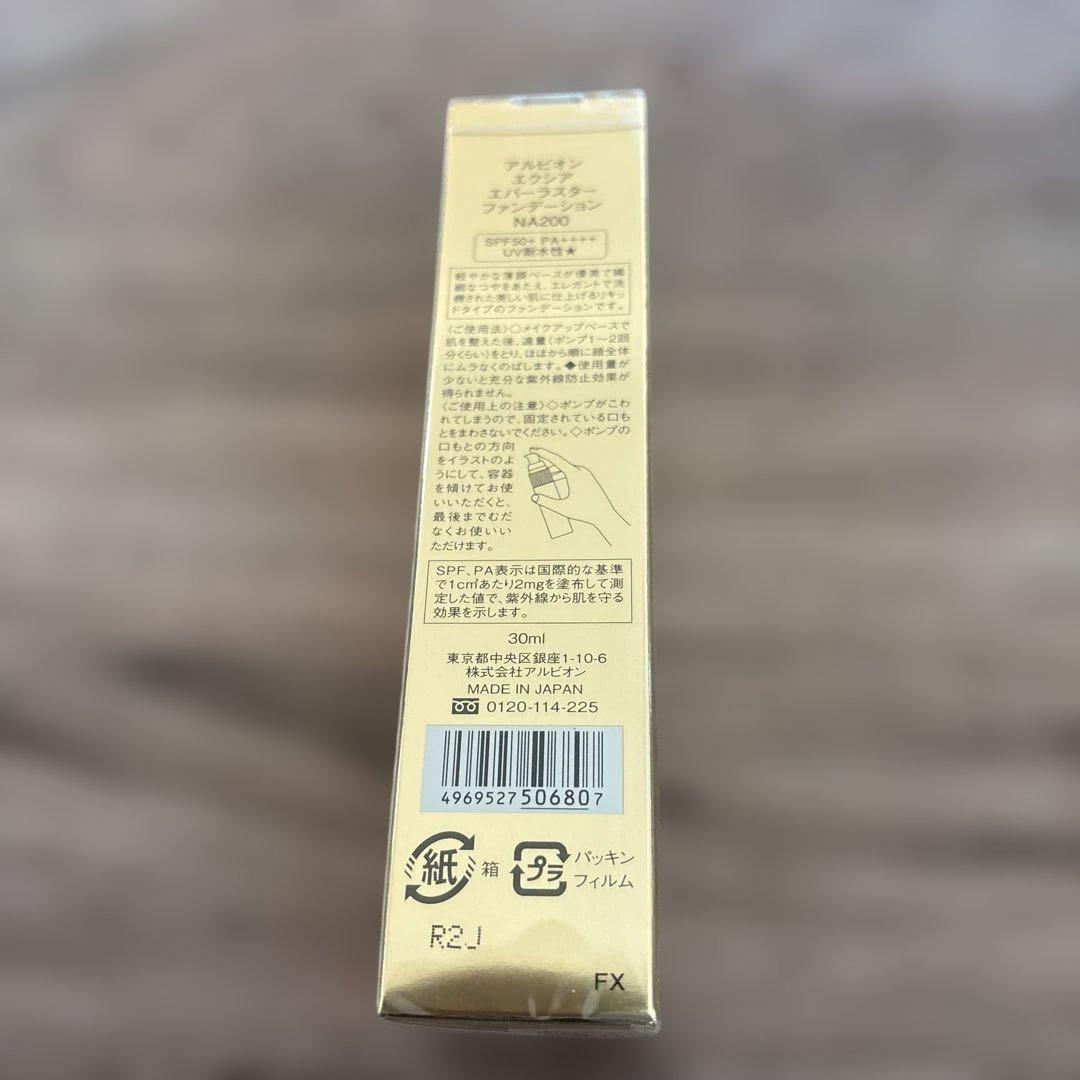 アルビオン
エクシア
エバーラスター
ファンデーション
NA200
SPF50+ PA++++
UV耐水性★
軽やかな薄膜ベースが優美で繊
細なつやをあたえ、エレガントで洗
練された美しい肌に仕上げるリキッ
ドタイプのファンデーションです。
〈ご使用法〉○メイクアップベースで
肌を整えた後、適量(ポンプ1〜2回
分くらい)をとり、ほほから順に顔全体
にムラなくのばします。◆使用量が
少ないと充分な紫外線防止効果が
得られません。
〈ご使用上の注意〉◇ポンプがこわ
れてしまうので、固定されている口も
とをまわさないでください。◇ポンプの
口もとの方向
をイラストのよ
うにして、容器
を傾けてお使
いいただくと、
最後までむだ
なくお使いい
ただけます。
SPF、PA表示は国際的な基準
で1c㎡あたり2mgを塗布して測
定した値で、紫外線から肌を守る
効果を示します。
30ml
東京都中央区銀座1-10-6
株式会社アルビオン
MADE IN JAPAN
0120-114-225
4969527506807
紙 箱
プラ パッキン
フィルム
R2J
FX